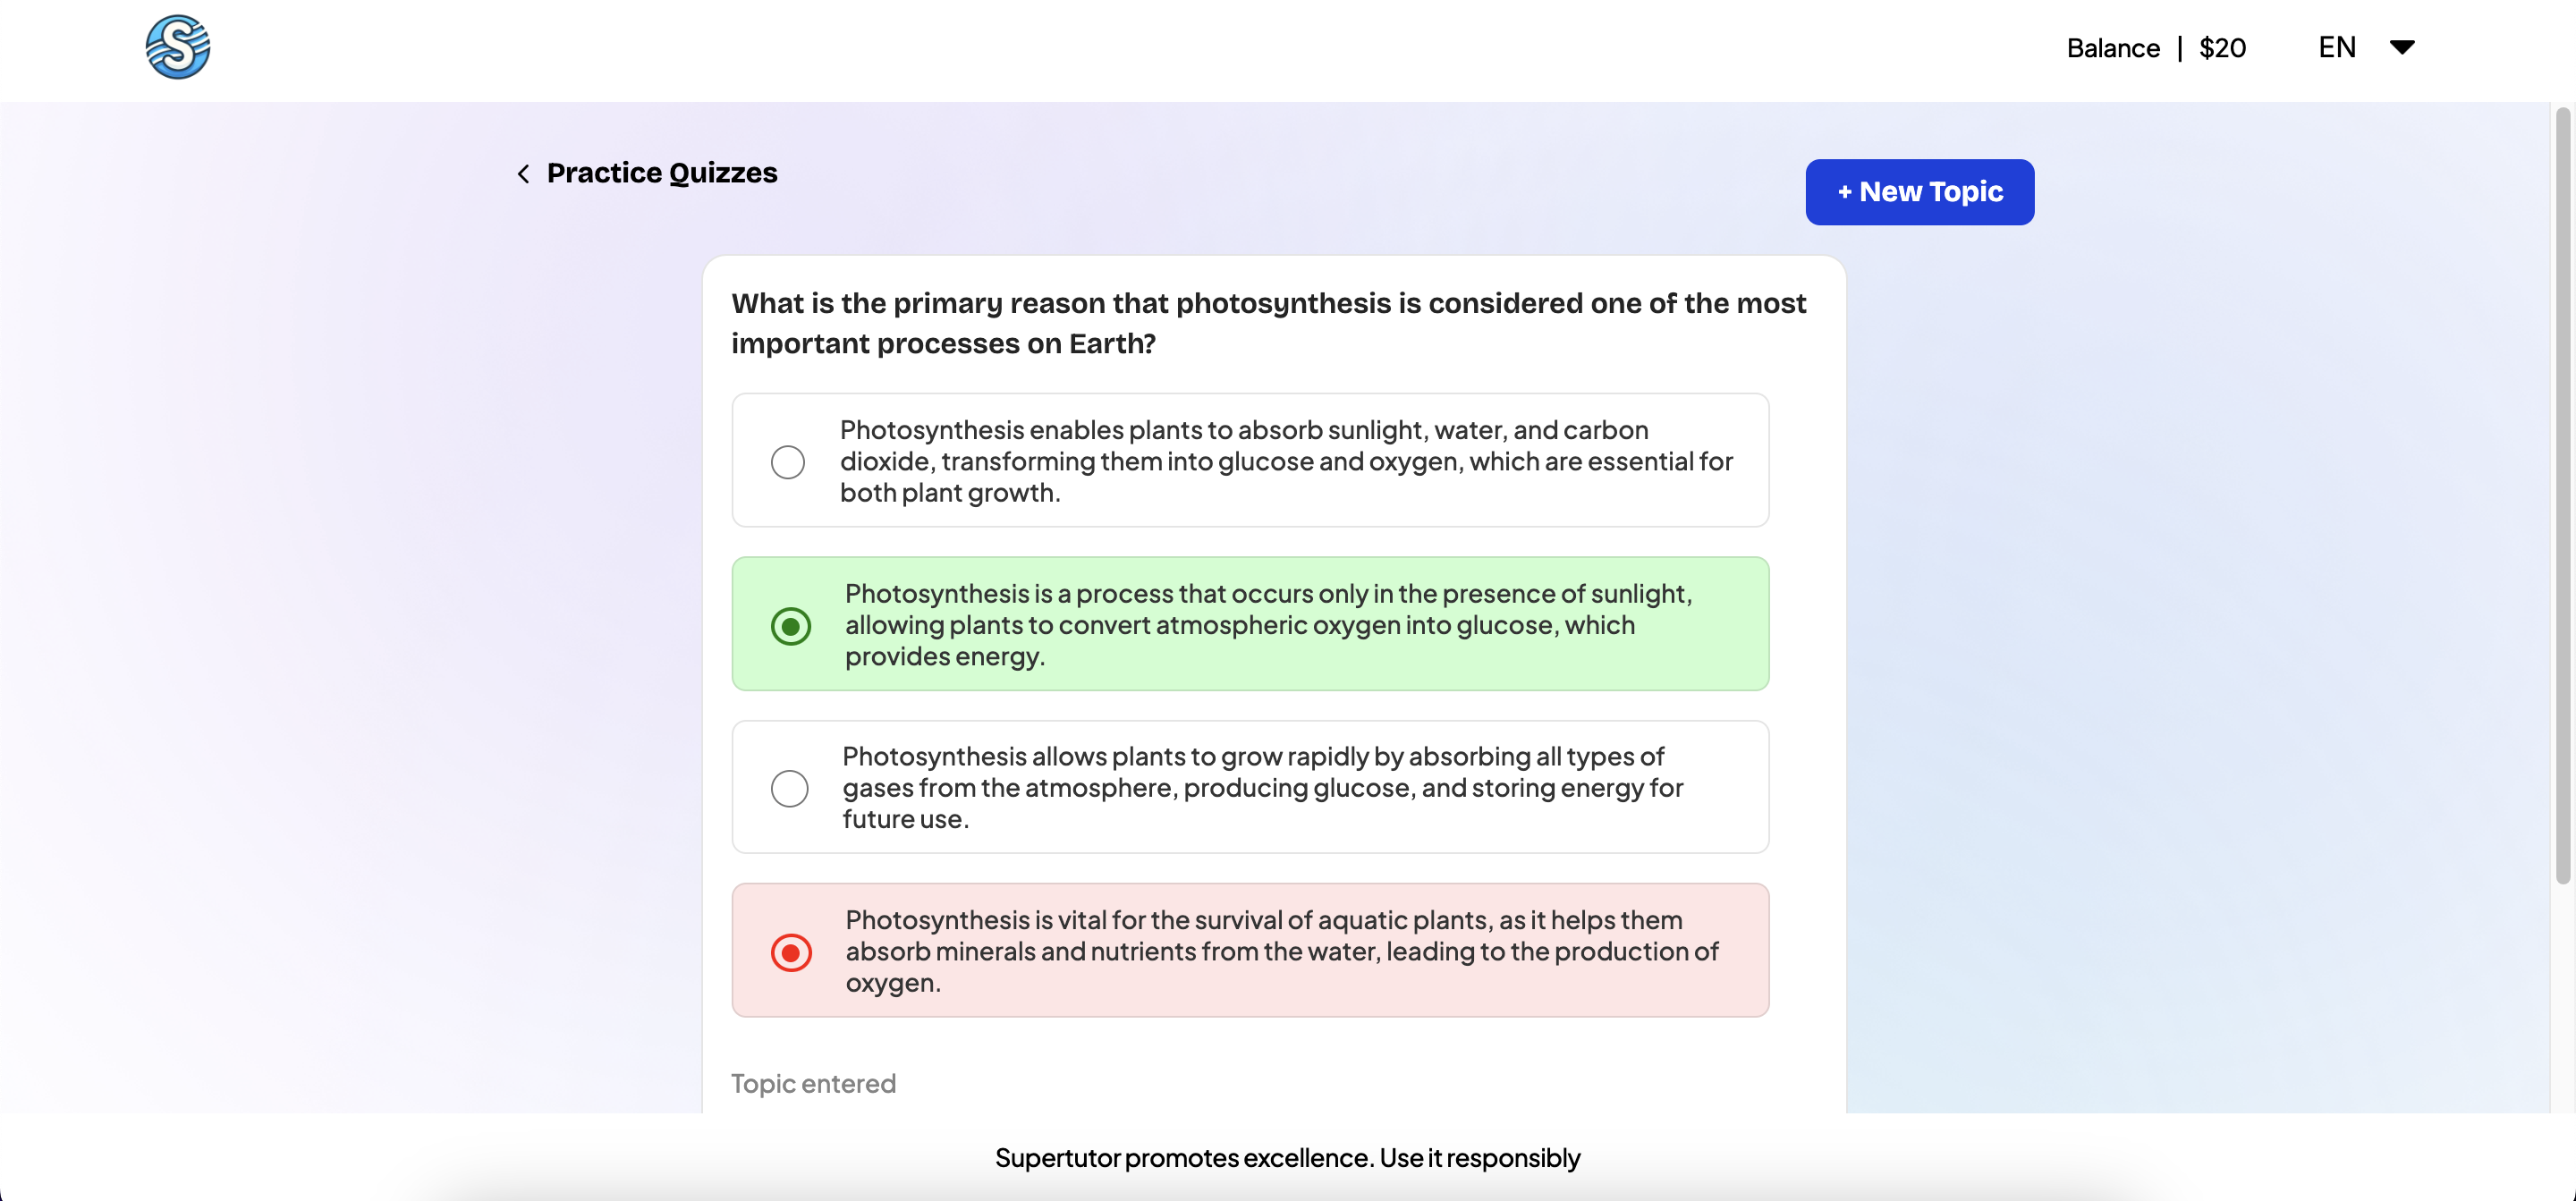 S
Balance | $20
EN
Practice Quizzes
+ New Topic
What is the primary reason that photosynthesis is considered one of the most
important processes on Earth?
Photosynthesis enables plants to absorb sunlight, water, and carbon
dioxide, transforming them into glucose and oxygen, which are essential for
both plant growth.
Photosynthesis is a process that occurs only in the presence of sunlight,
allowing plants to convert atmospheric oxygen into glucose, which
provides energy.
Photosynthesis allows plants to grow rapidly by absorbing all types of
gases from the atmosphere, producing glucose, and storing energy for
future use.
Photosynthesis is vital for the survival of aquatic plants, as it helps them
absorb minerals and nutrients from the water, leading to the production of
oxygen.
Topic entered
Supertutor promotes excellence. Use it responsibly